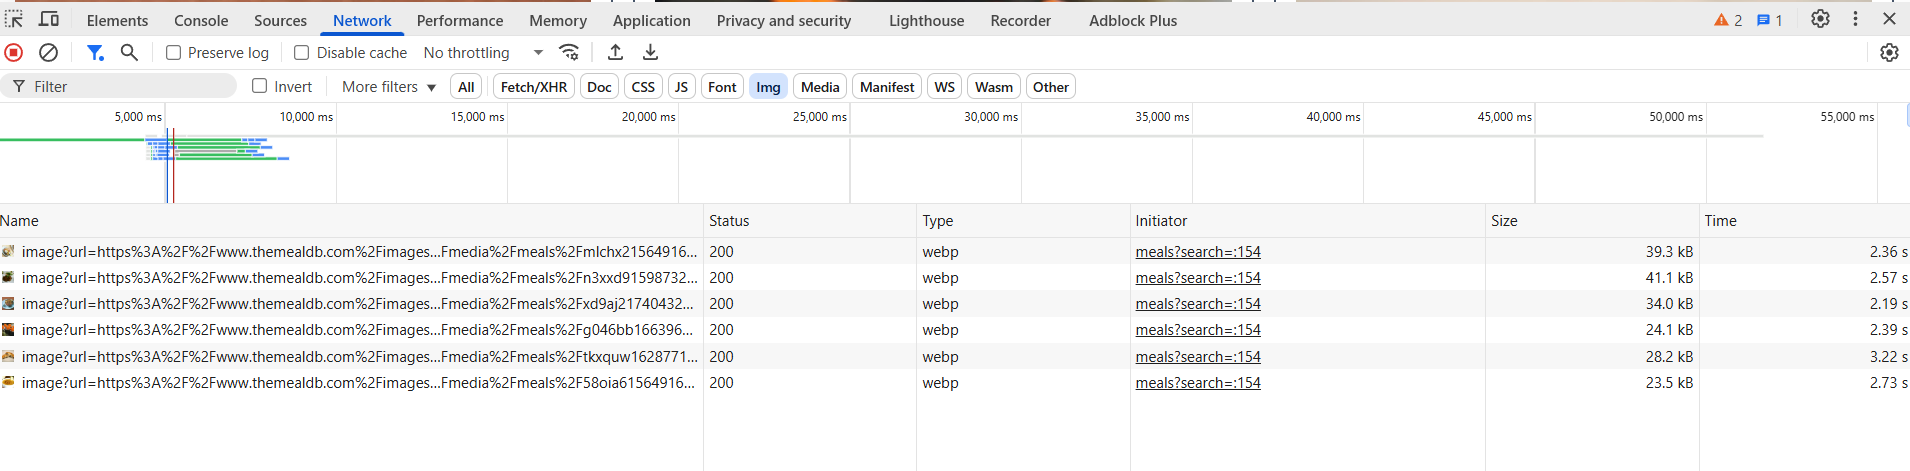 Elements Console Sources Network Performance Memory Application Privacy and security Lighthouse Recorder Adblock Plus 2 1
Preserve log Disable cache No throttling
Filter Invert More filters All Fetch/XHR Doc CSS JS Font Img Media Manifest WS Wasm Other
5,000 ms 10,000 ms 15,000 ms 20,000 ms 25,000 ms 30,000 ms 35,000 ms 40,000 ms 45,000 ms 50,000 ms 55,000 ms
Name Status Type Initiator Size Time
image?url=https%3A%2F%2Fwww.themealdb.com%2Fimages...Fmedia%2Fmeals%2Fmlchx21564916... 200 webp meals?search=:154 39.3 kB 2.36 s
image?url=https%3A%2F%2Fwww.themealdb.com%2Fimages...Fmedia%2Fmeals%2Fn3xxd91598732... 200 webp meals?search=:154 41.1 kB 2.57 s
image?url=https%3A%2F%2Fwww.themealdb.com%2Fimages...Fmedia%2Fmeals%2Fxd9aj21740432... 200 webp meals?search=:154 34.0 kB 2.19 s
image?url=https%3A%2F%2Fwww.themealdb.com%2Fimages...Fmedia%2Fmeals%2Fg046bb166396... 200 webp meals?search=:154 24.1 kB 2.39 s
image?url=https%3A%2F%2Fwww.themealdb.com%2Fimages...Fmedia%2Fmeals%2Ftkxquw1628771... 200 webp meals?search=:154 28.2 kB 3.22 s
image?url=https%3A%2F%2Fwww.themealdb.com%2Fimages...Fmedia%2Fmeals%2F58oia61564916... 200 webp meals?search=:154 23.5 kB 2.73 s